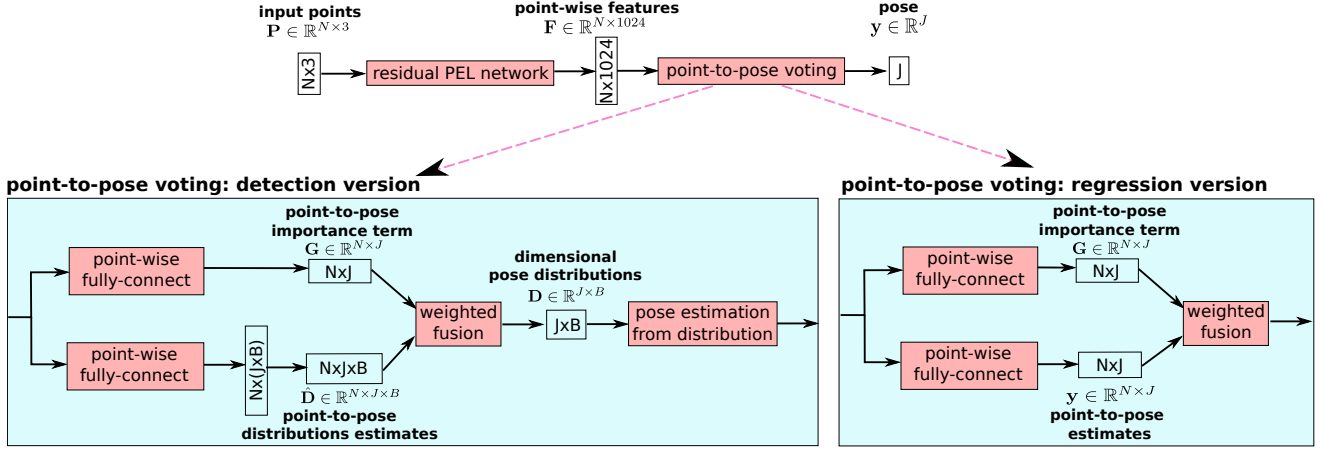 input points
P ∈ ℝ^{N×3}
Nx3
residual PEL network
point-wise features
F ∈ ℝ^{N×1024}
Nx1024
point-to-pose voting
pose
y ∈ ℝ^J
J
point-to-pose voting: detection version
point-wise
fully-connect
point-to-pose
importance term
G ∈ ℝ^{N×J}
NxJ
point-wise
fully-connect
Nx(JxB)
NxJxB
D̂ ∈ ℝ^{N×J×B}
point-to-pose
distributions estimates
weighted
fusion
dimensional
pose distributions
D ∈ ℝ^{J×B}
JxB
pose estimation
from distribution
point-to-pose voting: regression version
point-wise
fully-connect
point-to-pose
importance term
G ∈ ℝ^{N×J}
NxJ
point-wise
fully-connect
NxJ
y ∈ ℝ^{N×J}
point-to-pose
estimates
weighted
fusion